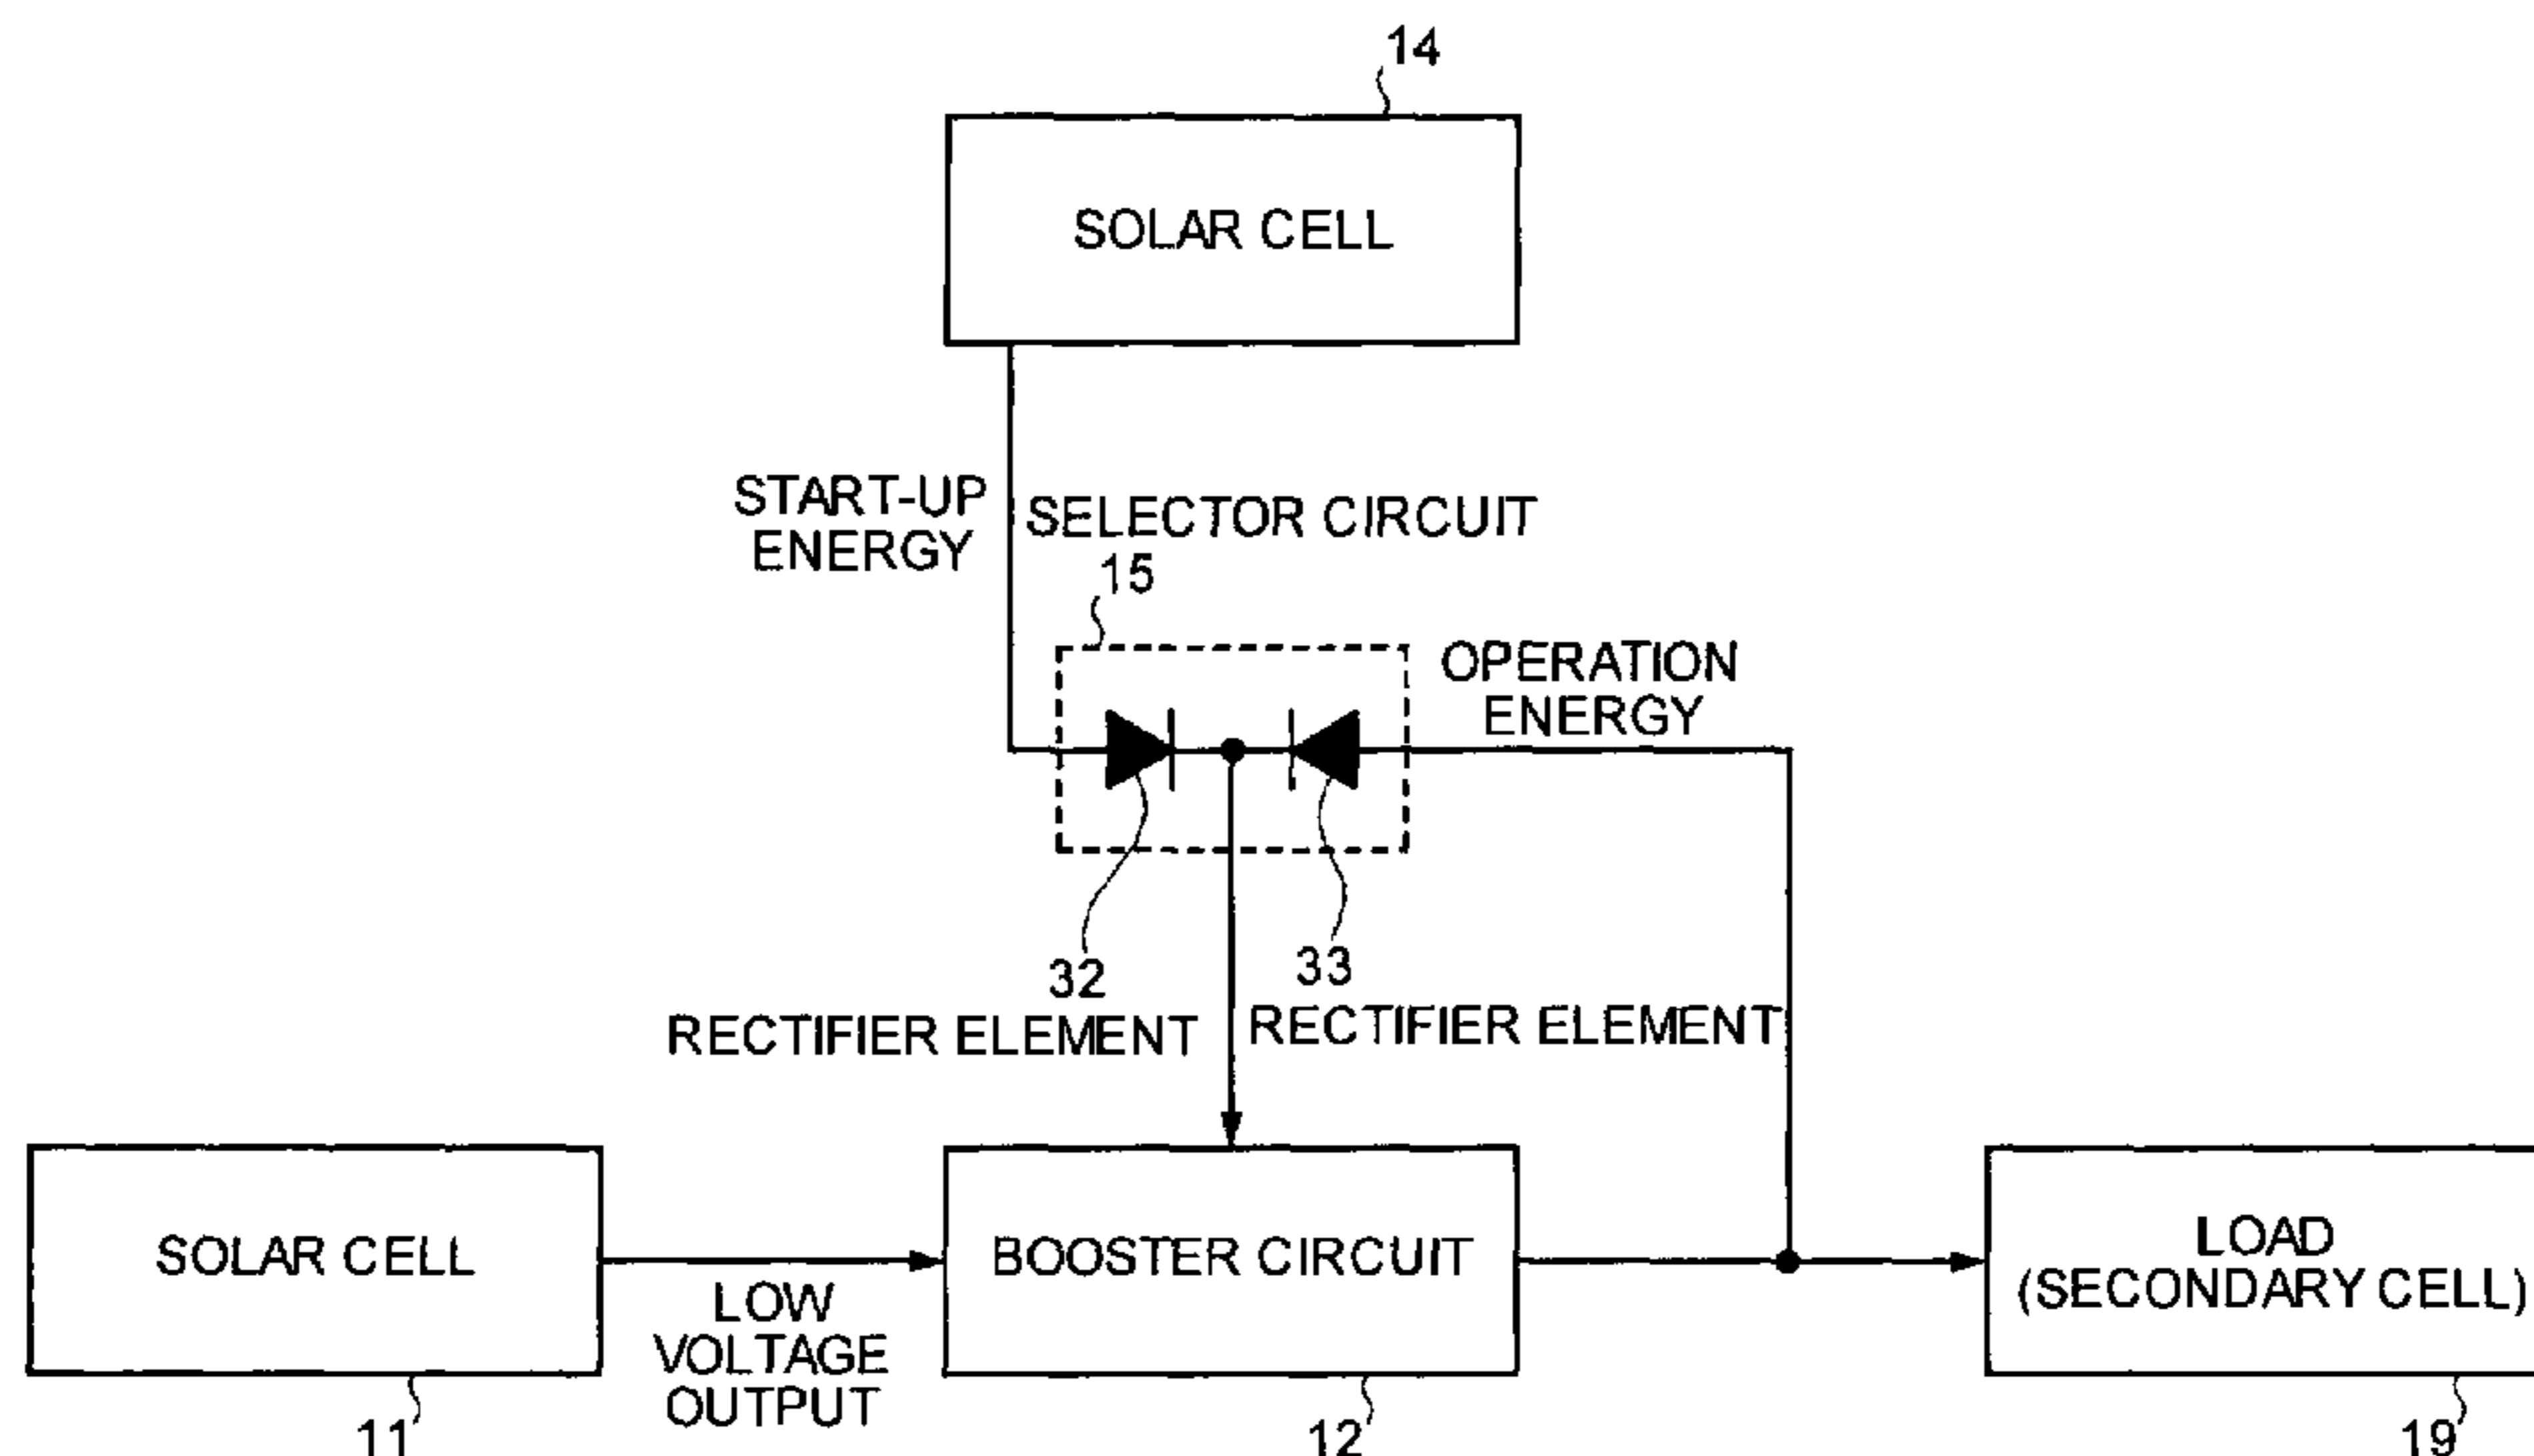 14
SOLAR CELL
START-UP
ENERGY
SELECTOR CIRCUIT
15
OPERATION
ENERGY
32
RECTIFIER ELEMENT
33
RECTIFIER ELEMENT
SOLAR CELL
11
LOW
VOLTAGE
OUTPUT
BOOSTER CIRCUIT
12
LOAD
(SECONDARY CELL)
19